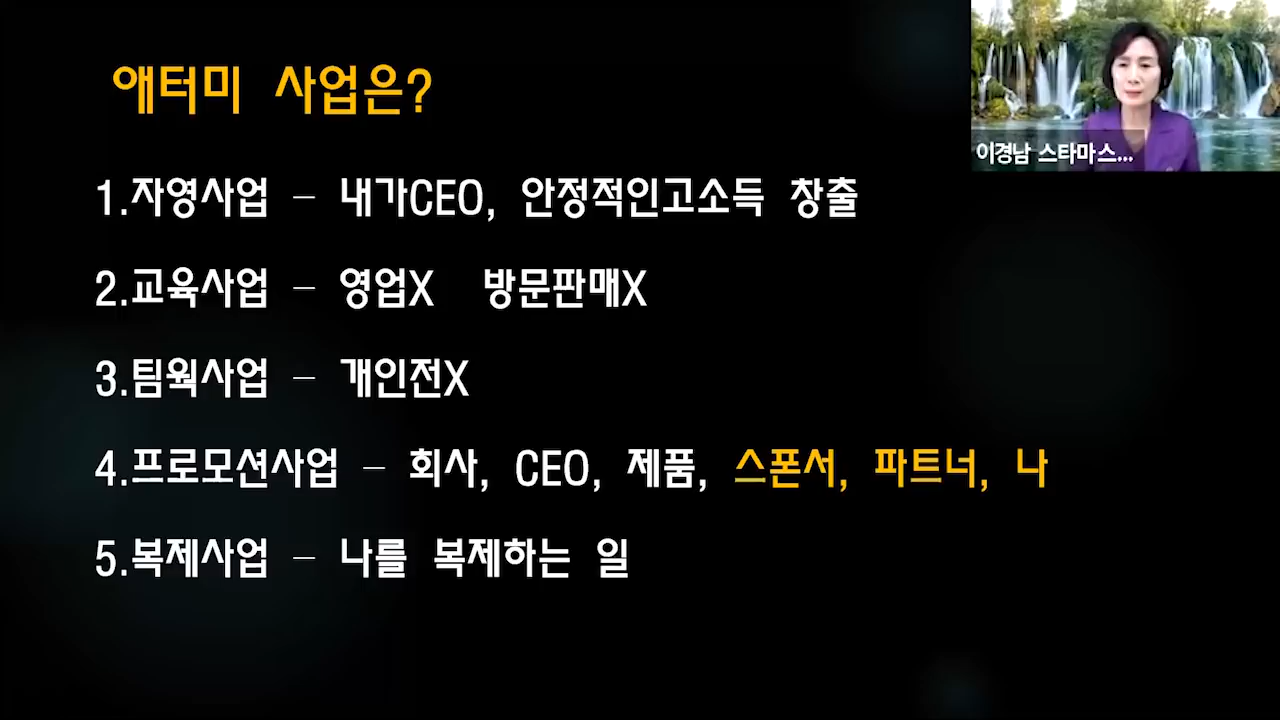 애터미 사업은?
이경남 스타마스...
1.자영사업 – 내가CEO, 안정적인고소득 창출
2.교육사업 – 영업X 방문판매X
3.팀웍사업 – 개인전X
4.프로모션사업 – 회사, CEO, 제품, 스폰서, 파트너, 나
5.복제사업 – 나를 복제하는 일